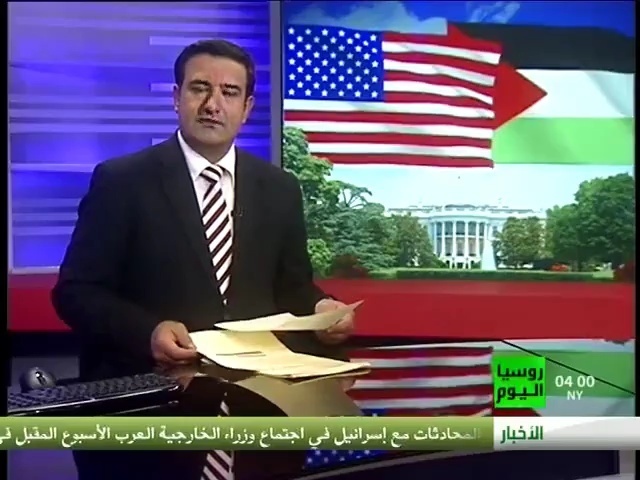 روسيا
اليوم
04 00
NY
المحادثات مع إسرائيل في اجتماع وزراء الخارجية العرب الأسبوع المقبل في
الأخبار